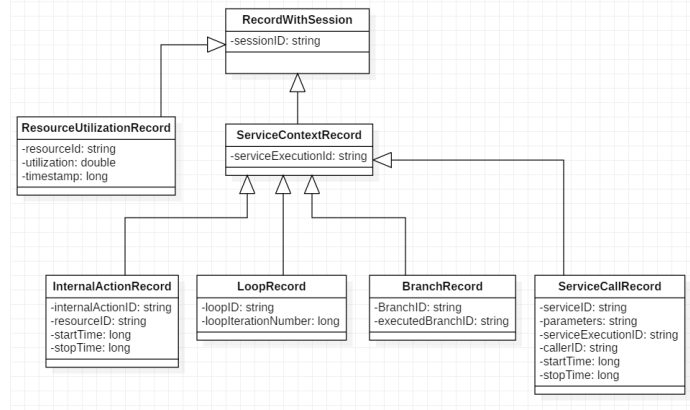 RecordWithSession
-sessionID: string
ResourceUtilizationRecord
-resourceId: string
-utilization: double
-timestamp: long
ServiceContextRecord
-serviceExecutionId: string
InternalActionRecord
-internalActionID: string
-resourceID: string
-startTime: long
-stopTime: long
LoopRecord
-loopID: string
-loopIterationNumber: long
BranchRecord
-BranchID: string
-executedBranchID: string
ServiceCallRecord
-serviceID: string
-parameters: string
-serviceExecutionID: string
-callerID: string
-startTime: long
-stopTime: long